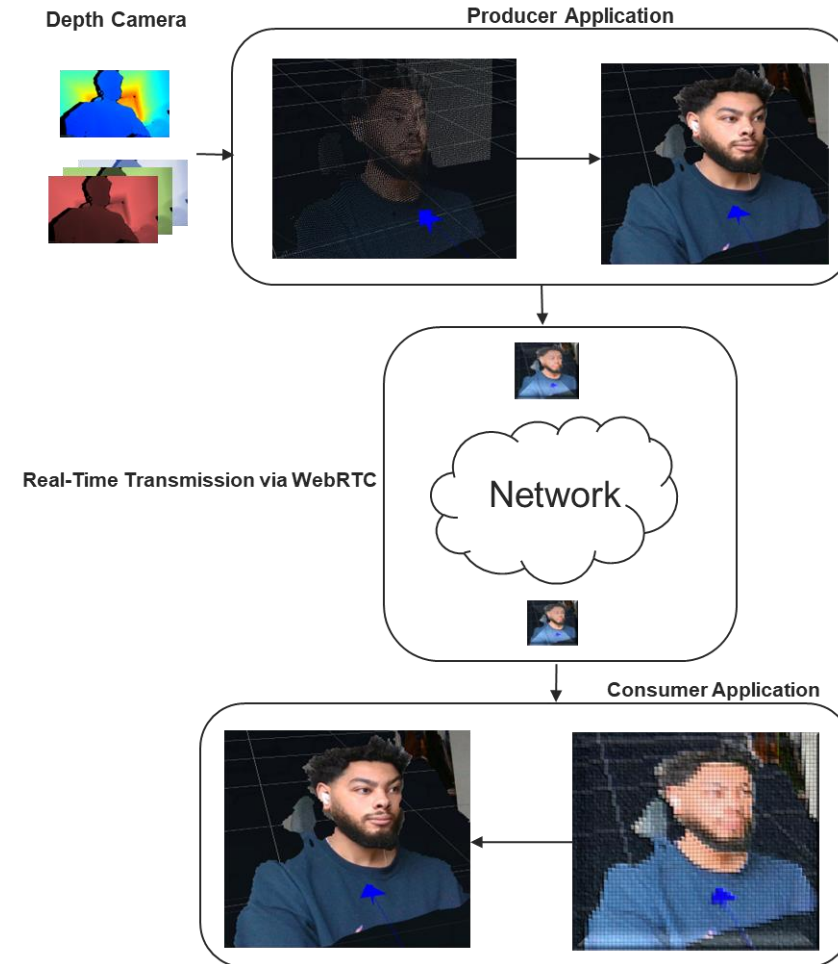 Depth Camera
Producer Application
Real-Time Transmission via WebRTC
Network
Consumer Application